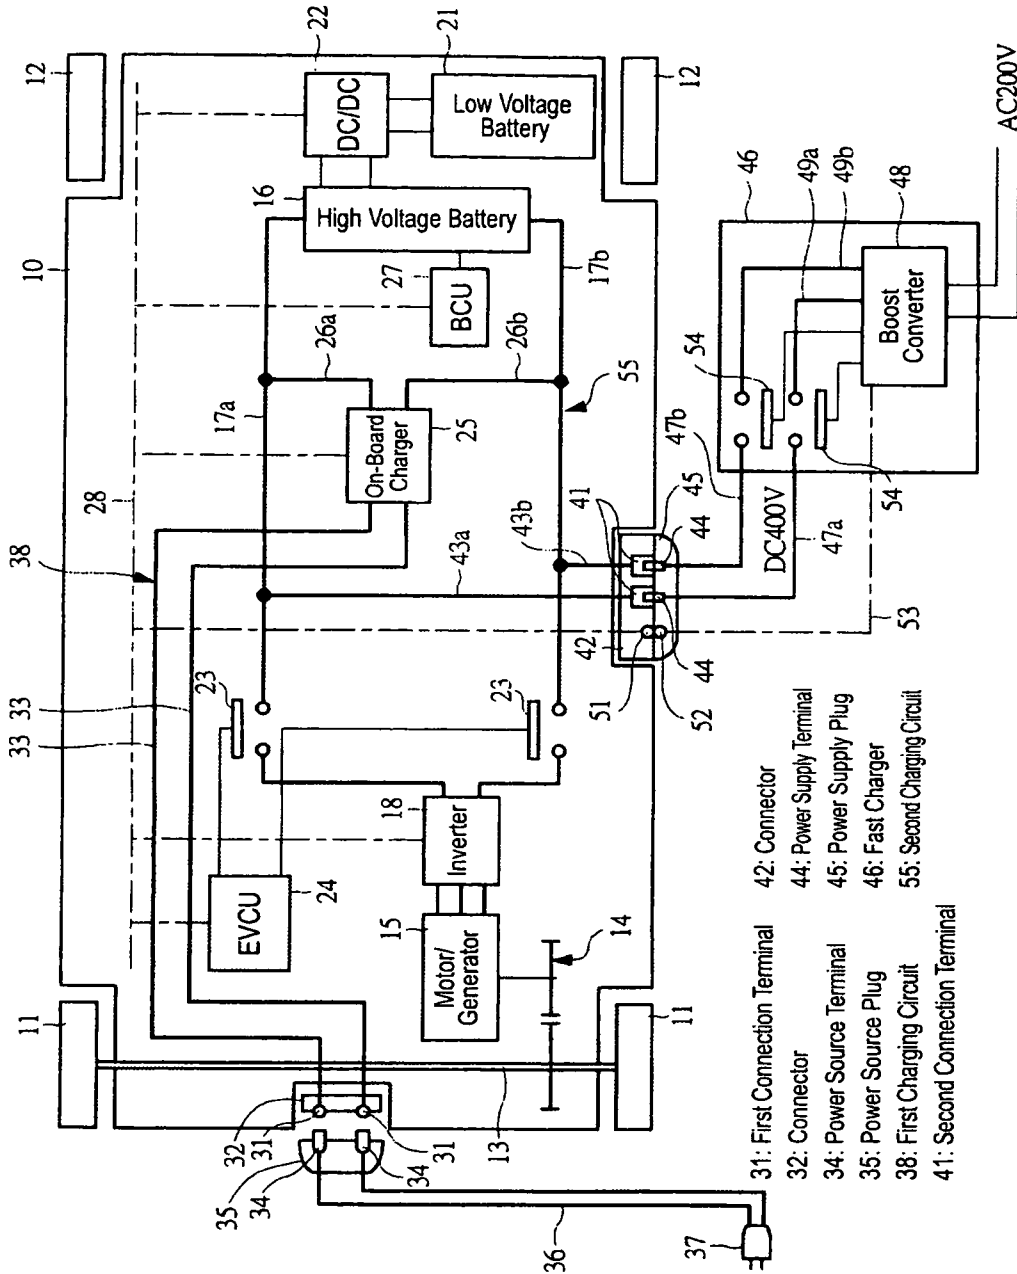 12
22
21
DC/DC
Low Voltage
Battery
12
10
16
High Voltage Battery
27
BCU
17b
26a
26b
17a
On-Board
Charger
25
55
28
38
43a
43b
41
45
44
42
51
52
44
33
33
23
23
18
Inverter
EVCU
24
15
Motor/
Generator
14
11
11
13
32
31
31
35
34
34
36
37
46
49a
49b
48
Boost
Converter
AC200V
54
54
47b
DC400V
47a
53
31: First Connection Terminal
32: Connector
34: Power Source Terminal
35: Power Source Plug
38: First Charging Circuit
41: Second Connection Terminal
42: Connector
44: Power Supply Terminal
45: Power Supply Plug
46: Fast Charger
55: Second Charging Circuit